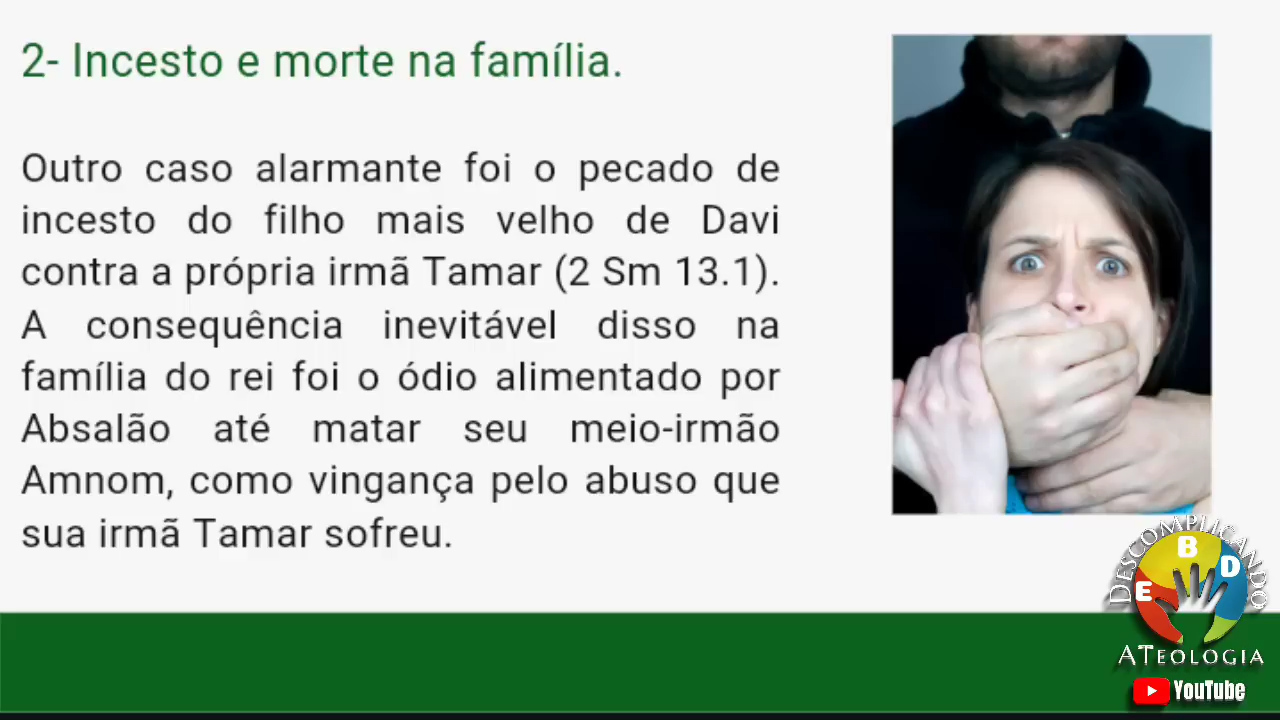 2- Incesto e morte na família.
Outro caso alarmante foi o pecado de
incesto do filho mais velho de Davi
contra a própria irmã Tamar (2 Sm 13.1).
A consequência inevitável disso na
família do rei foi o ódio alimentado por
Absalão até matar seu meio-irmão
Amnom, como vingança pelo abuso que
sua irmã Tamar sofreu.
DESCOMPLICANDO
E B D
ATEOLOGIA
YouTube